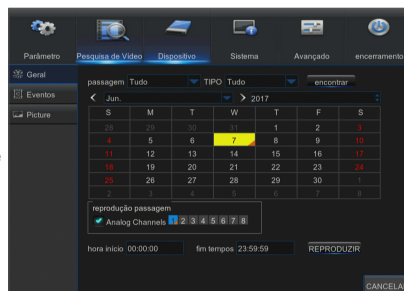 Parâmetro Pesquisa de Vídeo Dispositivo Sistema Avançado encerramento
Geral
Eventos
Picture
passagem Tudo TIPO Tudo encontrar
Jun. 2017
S M T W T F S
28 29 30 31 1 2 3
4 5 6 7 8 9 10
11 12 13 14 15 16 17
18 19 20 21 22 23 24
25 26 27 28 29 30 1
2 3 4 5 6 7 8
reprodução passagem
Analog Channels 1 2 3 4 5 6 7 8
hora início 00:00:00 fim tempos 23:59:59 REPRODUZIR
CANCELA